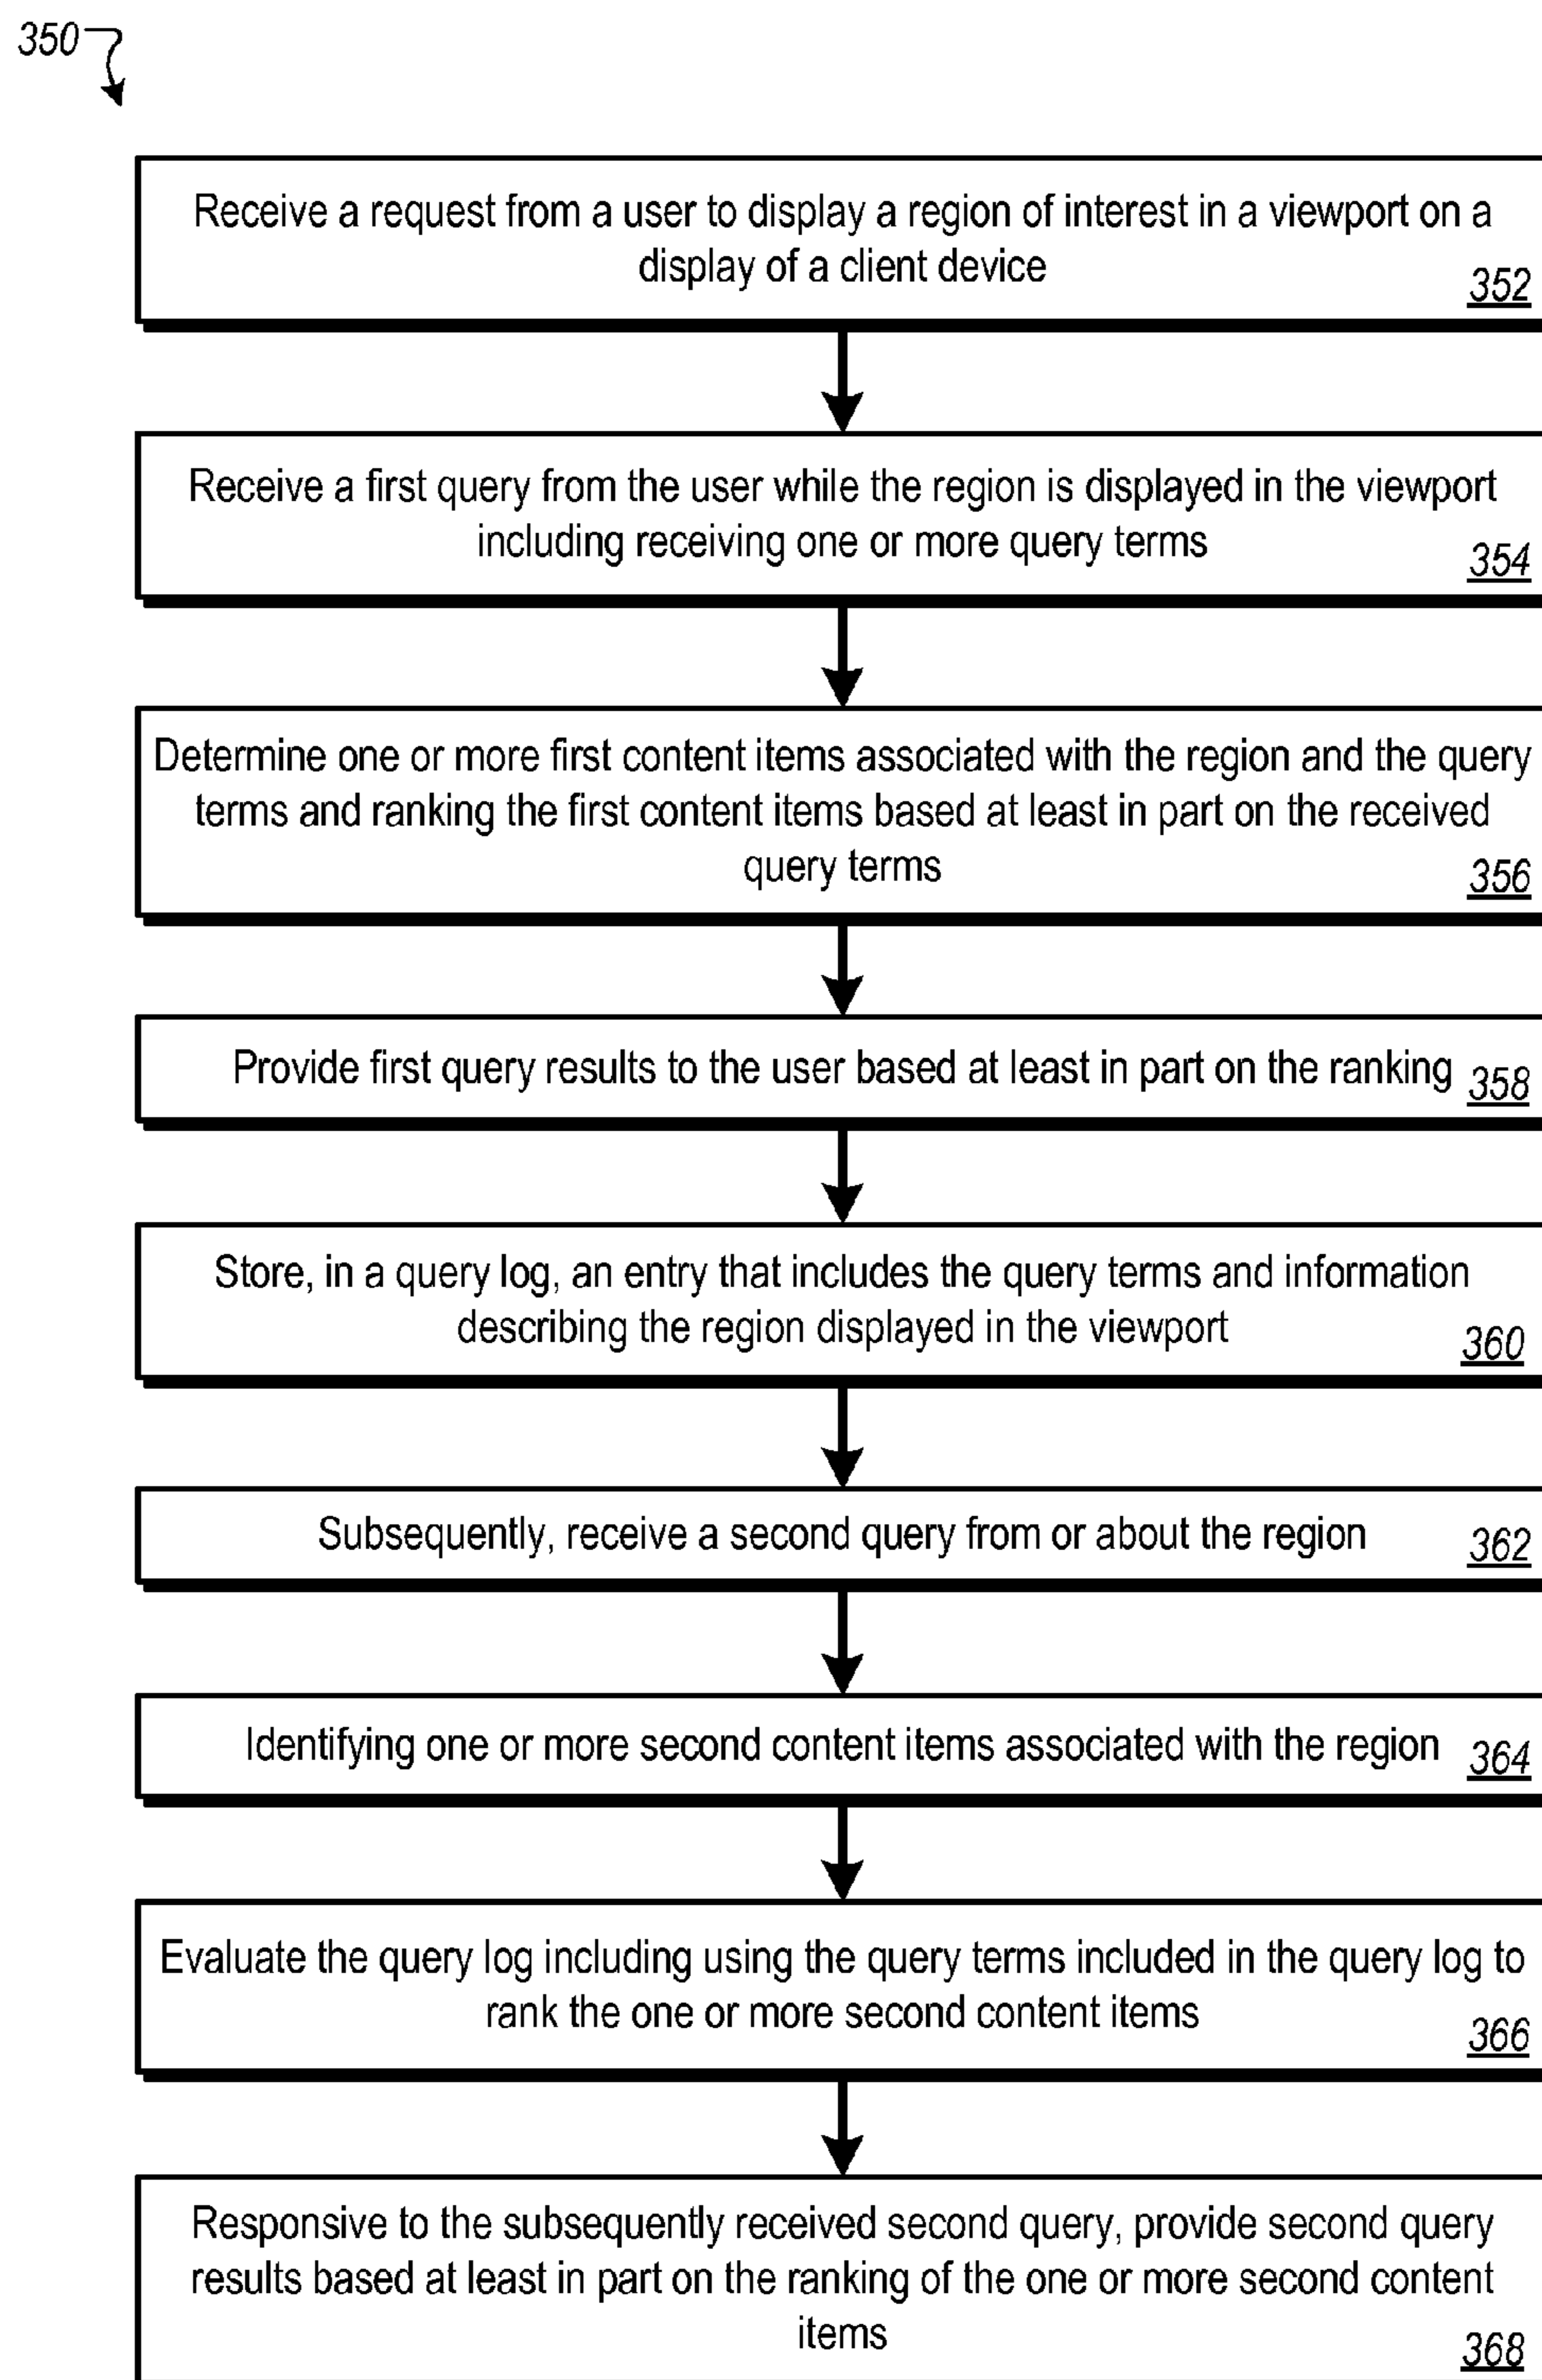 350
Receive a request from a user to display a region of interest in a viewport on a
display of a client device
352
Receive a first query from the user while the region is displayed in the viewport
including receiving one or more query terms
354
Determine one or more first content items associated with the region and the query
terms and ranking the first content items based at least in part on the received
query terms
356
Provide first query results to the user based at least in part on the ranking 358
Store, in a query log, an entry that includes the query terms and information
describing the region displayed in the viewport
360
Subsequently, receive a second query from or about the region 362
Identifying one or more second content items associated with the region 364
Evaluate the query log including using the query terms included in the query log to
rank the one or more second content items
366
Responsive to the subsequently received second query, provide second query
results based at least in part on the ranking of the one or more second content
items
368